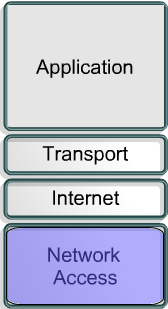 Application
Transport
Internet
Network
Access